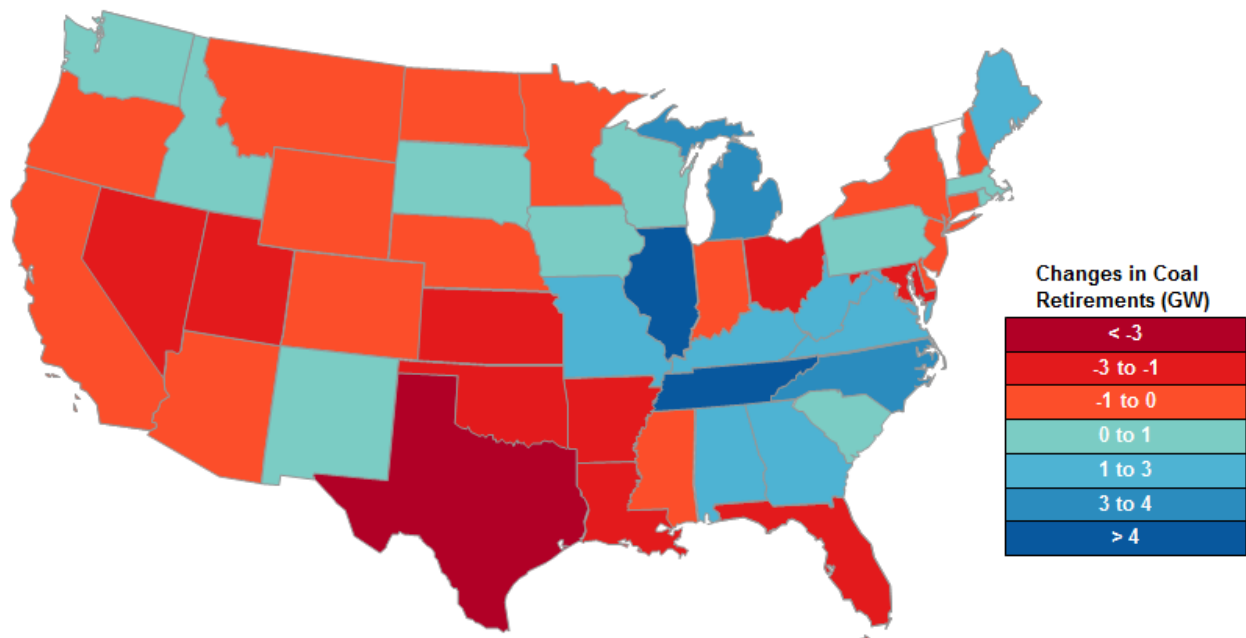 Changes in Coal
Retirements (GW)
< -3
-3 to -1
-1 to 0
0 to 1
1 to 3
3 to 4
> 4